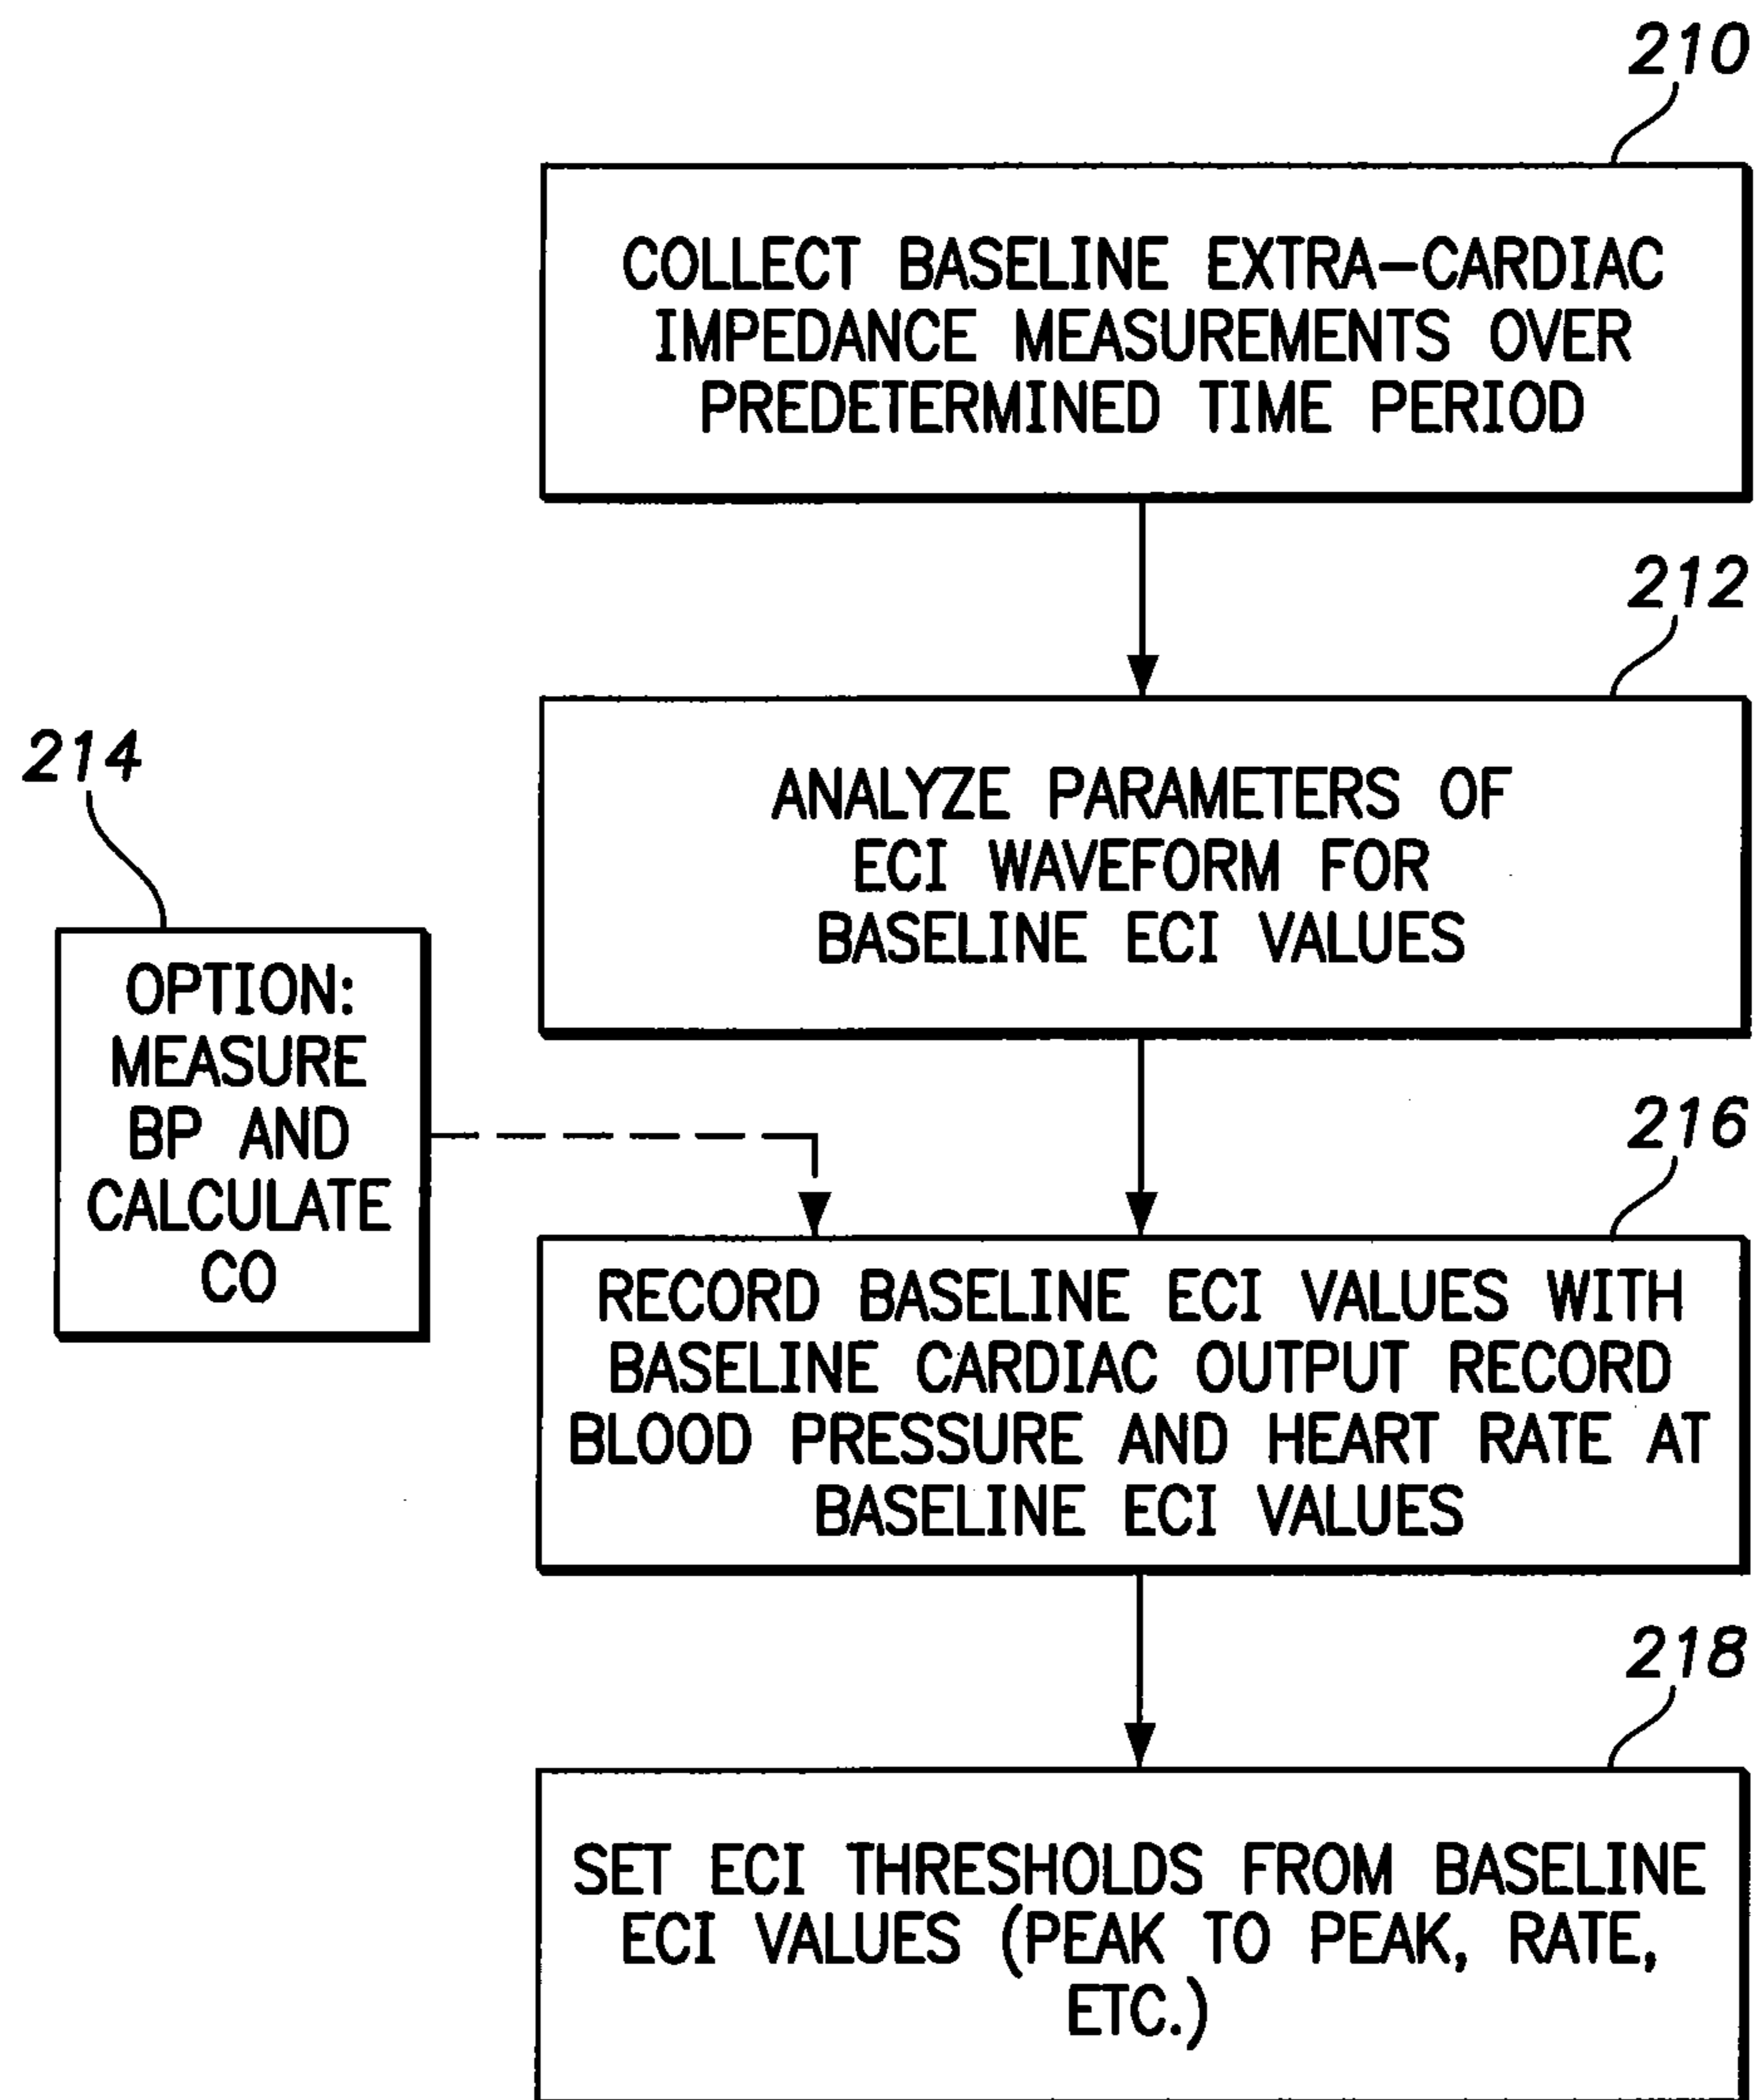 210
COLLECT BASELINE EXTRA-CARDIAC
IMPEDANCE MEASUREMENTS OVER
PREDETERMINED TIME PERIOD
212
ANALYZE PARAMETERS OF
ECI WAVEFORM FOR
BASELINE ECI VALUES
214
OPTION:
MEASURE
BP AND
CALCULATE
CO
216
RECORD BASELINE ECI VALUES WITH
BASELINE CARDIAC OUTPUT RECORD
BLOOD PRESSURE AND HEART RATE AT
BASELINE ECI VALUES
218
SET ECI THRESHOLDS FROM BASELINE
ECI VALUES (PEAK TO PEAK, RATE,
ETC.)